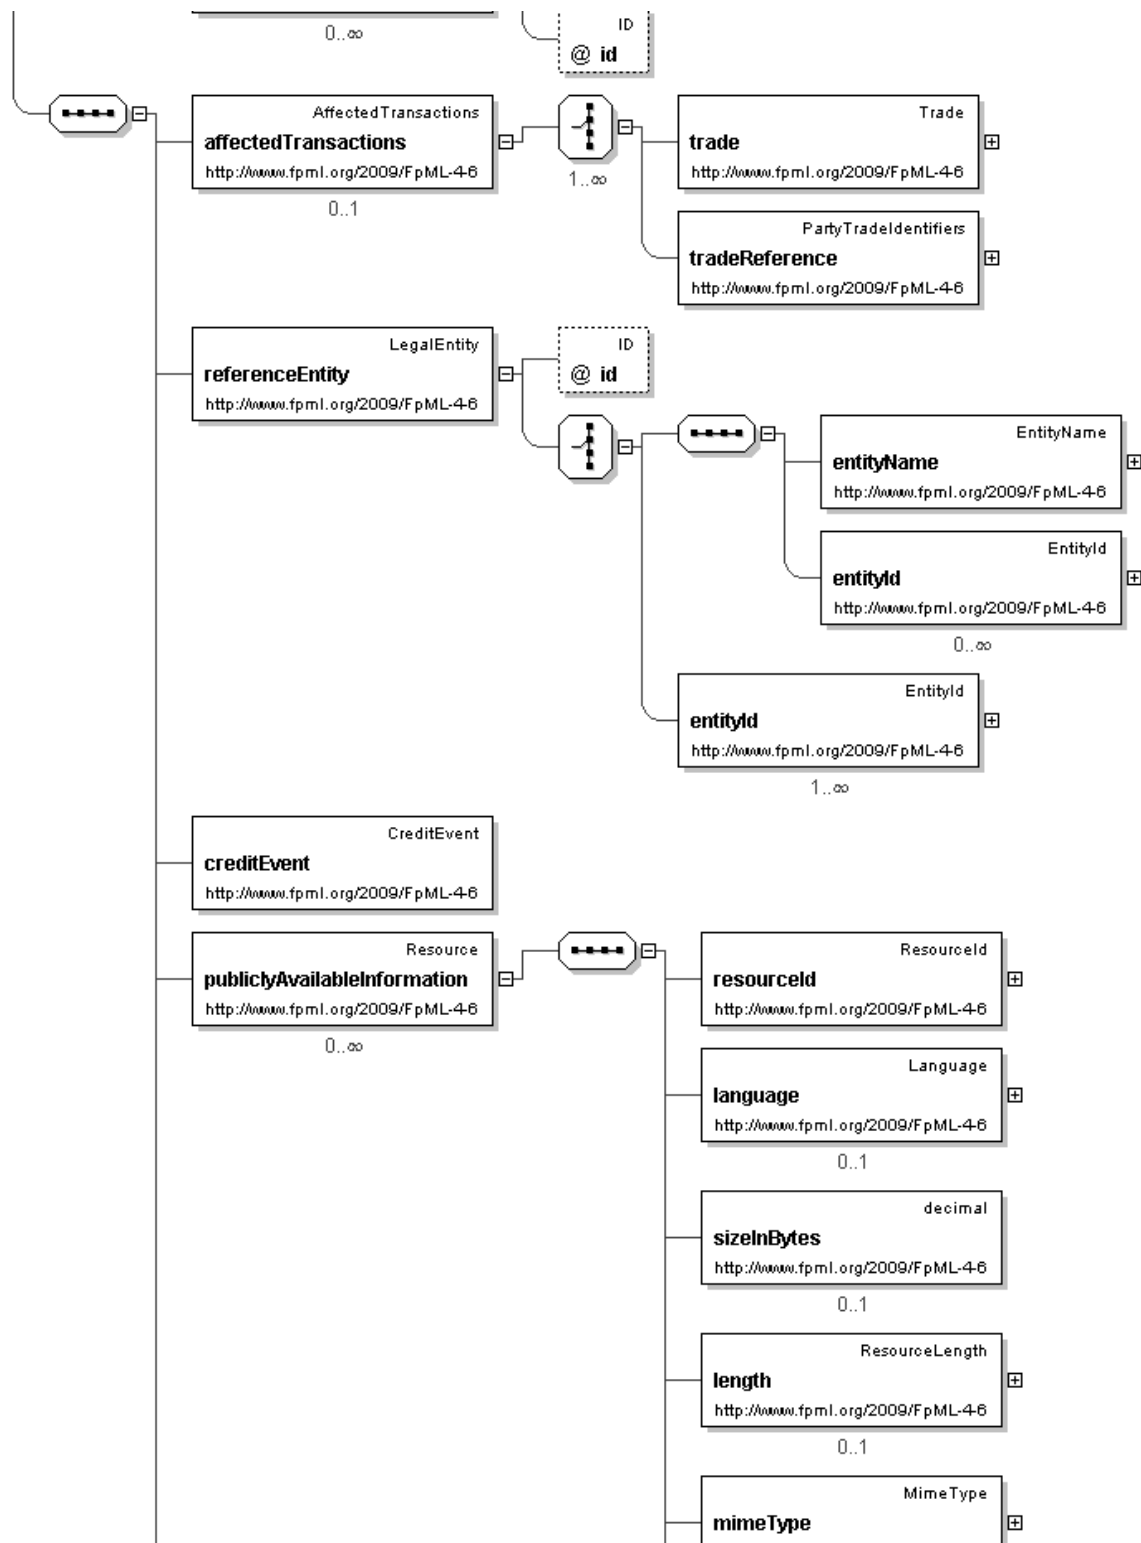 0..∞
ID
@ id
AffectedTransactions
affectedTransactions
http://www.fpml.org/2009/FpML-4-6
0..1
1..∞
Trade
trade
http://www.fpml.org/2009/FpML-4-6
PartyTradeIdentifiers
tradeReference
http://www.fpml.org/2009/FpML-4-6
LegalEntity
referenceEntity
http://www.fpml.org/2009/FpML-4-6
ID
@ id
EntityName
entityName
http://www.fpml.org/2009/FpML-4-6
EntityId
entityId
http://www.fpml.org/2009/FpML-4-6
0..∞
EntityId
entityId
http://www.fpml.org/2009/FpML-4-6
1..∞
CreditEvent
creditEvent
http://www.fpml.org/2009/FpML-4-6
Resource
publiclyAvailableInformation
http://www.fpml.org/2009/FpML-4-6
0..∞
ResourceId
resourceId
http://www.fpml.org/2009/FpML-4-6
Language
language
http://www.fpml.org/2009/FpML-4-6
0..1
decimal
sizeInBytes
http://www.fpml.org/2009/FpML-4-6
0..1
ResourceLength
length
http://www.fpml.org/2009/FpML-4-6
0..1
MimeType
mimeType